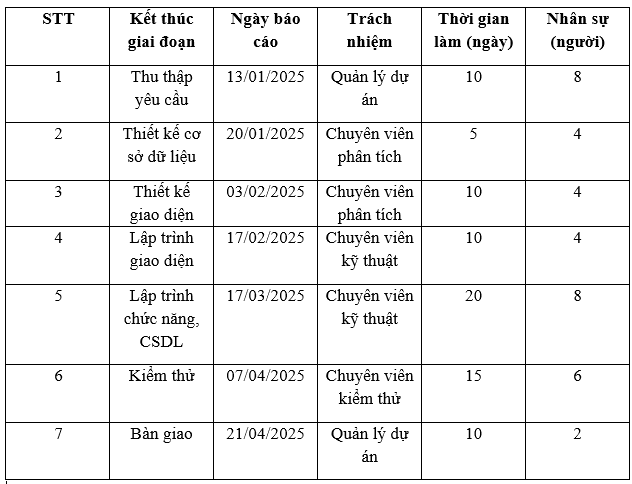 STT
Kết thúc
giai đoạn
Ngày báo
cáo
Trách
nhiệm
Thời gian
làm (ngày)
Nhân sự
(người)
1
Thu thập
yêu cầu
13/01/2025
Quản lý dự
án
10
8
2
Thiết kế cơ
sở dữ liệu
20/01/2025
Chuyên viên
phân tích
5
4
3
Thiết kế
giao diện
03/02/2025
Chuyên viên
phân tích
10
4
4
Lập trình
giao diện
17/02/2025
Chuyên viên
kỹ thuật
10
4
5
Lập trình
chức năng,
CSDL
17/03/2025
Chuyên viên
kỹ thuật
20
8
6
Kiểm thử
07/04/2025
Chuyên viên
kiểm thử
15
6
7
Bàn giao
21/04/2025
Quản lý dự
án
10
2